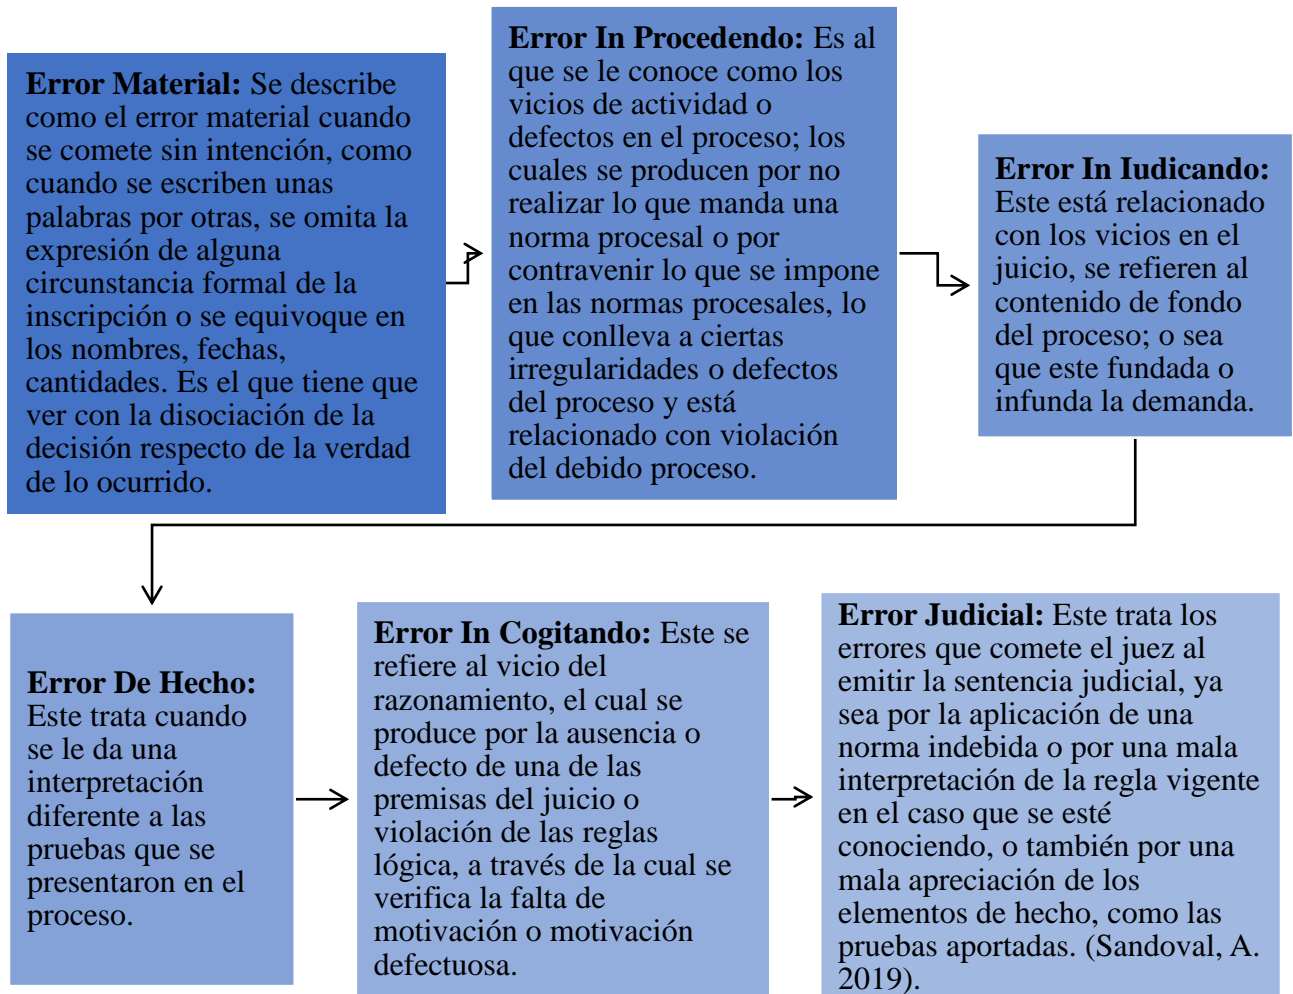 Error Material: Se describe
como el error material cuando
se comete sin intención, como
cuando se escriben unas
palabras por otras, se omita la
expresión de alguna
circunstancia formal de la
inscripción o se equivoque en
los nombres, fechas,
cantidades. Es el que tiene que
ver con la disociación de la
decisión respecto de la verdad
de lo ocurrido.
Error In Procedendo: Es al
que se le conoce como los
vicios de actividad o
defectos en el proceso; los
cuales se producen por no
realizar lo que manda una
norma procesal o por
contravenir lo que se impone
en las normas procesales, lo
que conlleva a ciertas
irregularidades o defectos
del proceso y está
relacionado con violación
del debido proceso.
Error In Iudicando:
Este está relacionado
con los vicios en el
juicio, se refieren al
contenido de fondo
del proceso; o sea
que este fundada o
infunda la demanda.
Error De Hecho:
Este trata cuando
se le da una
interpretación
diferente a las
pruebas que se
presentaron en el
proceso.
Error In Cogitando: Este se
refiere al vicio del
razonamiento, el cual se
produce por la ausencia o
defecto de una de las
premisas del juicio o
violación de las reglas
lógica, a través de la cual se
verifica la falta de
motivación o motivación
defectuosa.
Error Judicial: Este trata los
errores que comete el juez al
emitir la sentencia judicial, ya
sea por la aplicación de una
norma indebida o por una mala
interpretación de la regla vigente
en el caso que se esté
conociendo, o también por una
mala apreciación de los
elementos de hecho, como las
pruebas aportadas. (Sandoval, A.
2019).